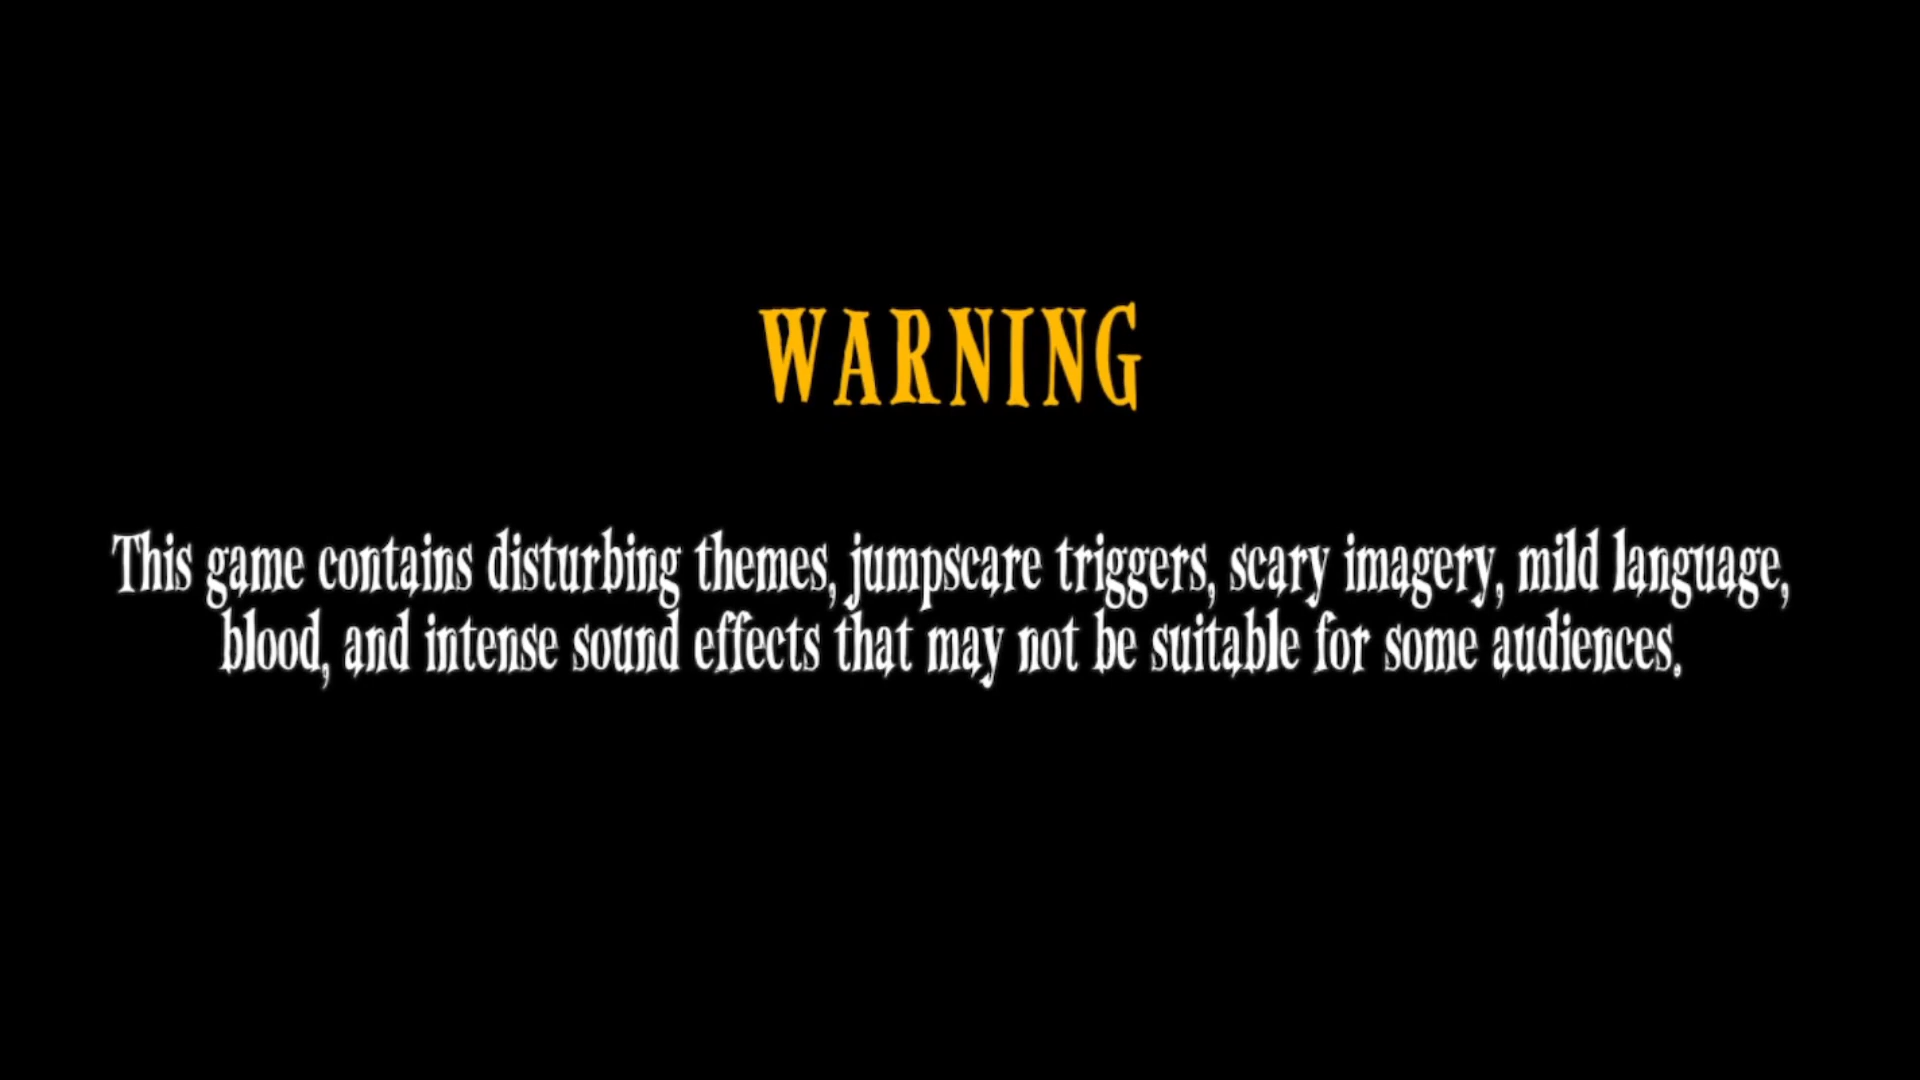 WARNING
This game contains disturbing themes, jumpscare triggers, scary imagery, mild language,
blood, and intense sound effects that may not be suitable for some audiences.